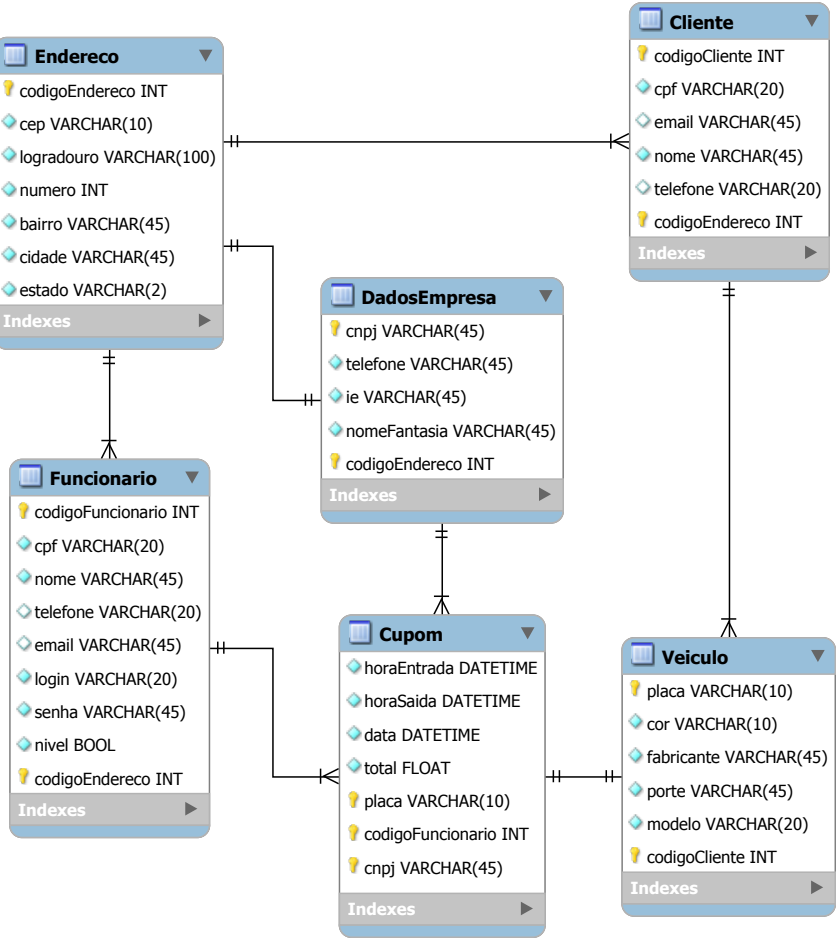 Endereco
codigoEndereco INT
cep VARCHAR(10)
logradouro VARCHAR(100)
numero INT
bairro VARCHAR(45)
cidade VARCHAR(45)
estado VARCHAR(2)
Indexes
Cliente
codigoCliente INT
cpf VARCHAR(20)
email VARCHAR(45)
nome VARCHAR(45)
telefone VARCHAR(20)
codigoEndereco INT
Indexes
DadosEmpresa
cnpj VARCHAR(45)
telefone VARCHAR(45)
ie VARCHAR(45)
nomeFantasia VARCHAR(45)
codigoEndereco INT
Indexes
Funcionario
codigoFuncionario INT
cpf VARCHAR(20)
nome VARCHAR(45)
telefone VARCHAR(20)
email VARCHAR(45)
login VARCHAR(20)
senha VARCHAR(45)
nivel BOOL
codigoEndereco INT
Indexes
Cupom
horaEntrada DATETIME
horaSaida DATETIME
data DATETIME
total FLOAT
placa VARCHAR(10)
codigoFuncionario INT
cnpj VARCHAR(45)
Indexes
Veiculo
placa VARCHAR(10)
cor VARCHAR(10)
fabricante VARCHAR(45)
porte VARCHAR(45)
modelo VARCHAR(20)
codigoCliente INT
Indexes